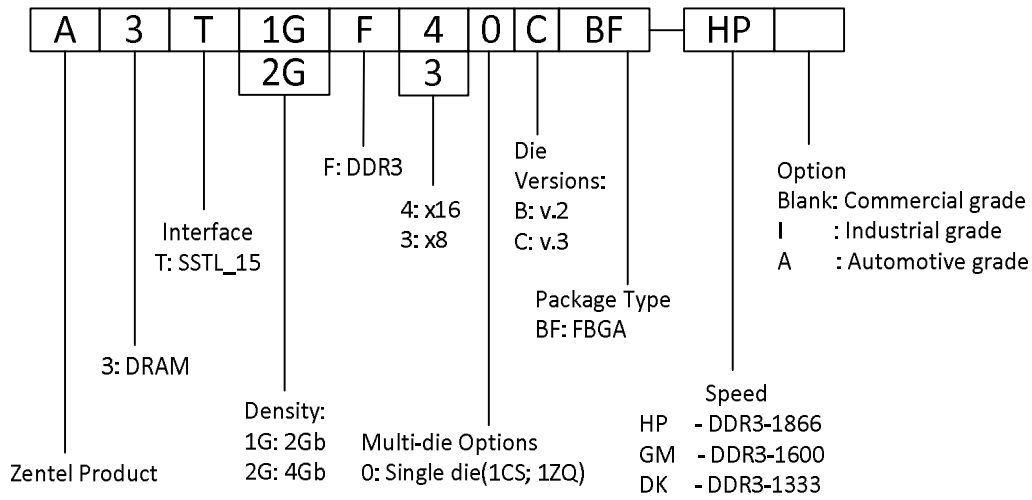 A 3 T 1G F 4 0 C BF HP
2G 3
F: DDR3
Die
Versions:
B: v.2
C: v.3
4: x16
3: x8
Option
Blank: Commercial grade
I : Industrial grade
A : Automotive grade
Interface
T: SSTL_15
Package Type
BF: FBGA
3: DRAM
Density:
1G: 2Gb
2G: 4Gb
Multi-die Options
0: Single die(1CS; 1ZQ)
Speed
HP - DDR3-1866
GM - DDR3-1600
DK - DDR3-1333
Zentel Product